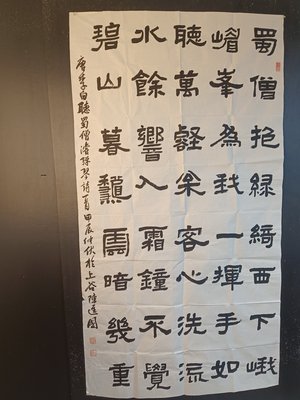 蜀僧抱緑綺西下峨
嵋峯為我一揮手如
聽萬壑枀客心洗流
水餘響入霜鐘不覺
碧山暮龝雲暗幾重
唐李白聽蜀僧濬彈琴詩一首甲辰仲秋於上谷